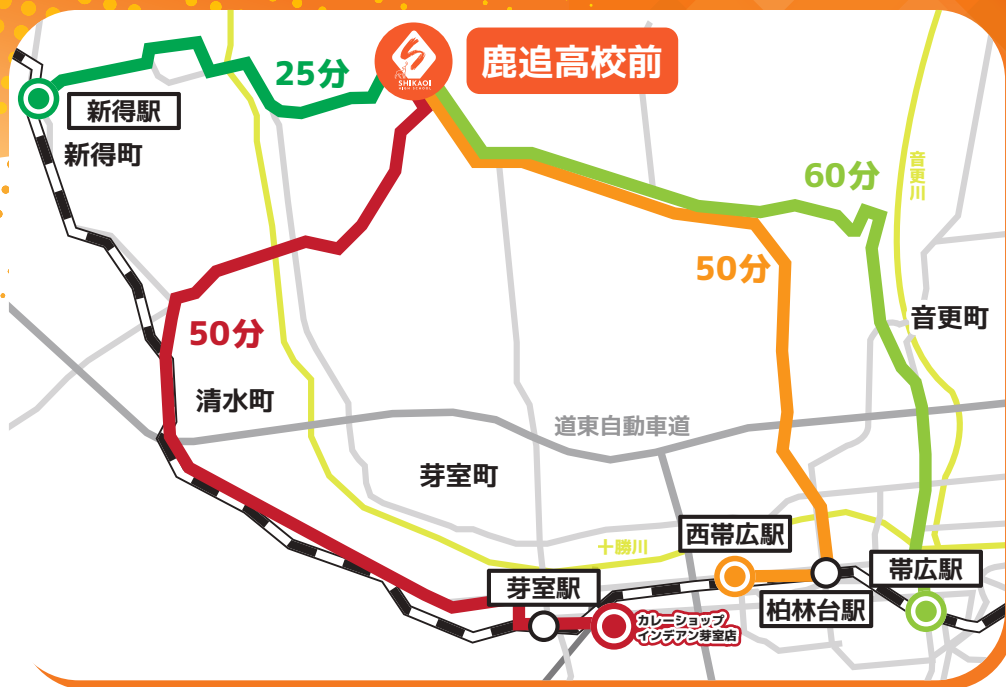 SHIKAOI
HIGH SCHOOL
鹿追高校前
25分
新得駅
新得町
60分
音更川
50分
音更町
50分
清水町
道東自動車道
芽室町
十勝川
西帯広駅
帯広駅
芽室駅
柏林台駅
カレーショップ
インデアン芽室店